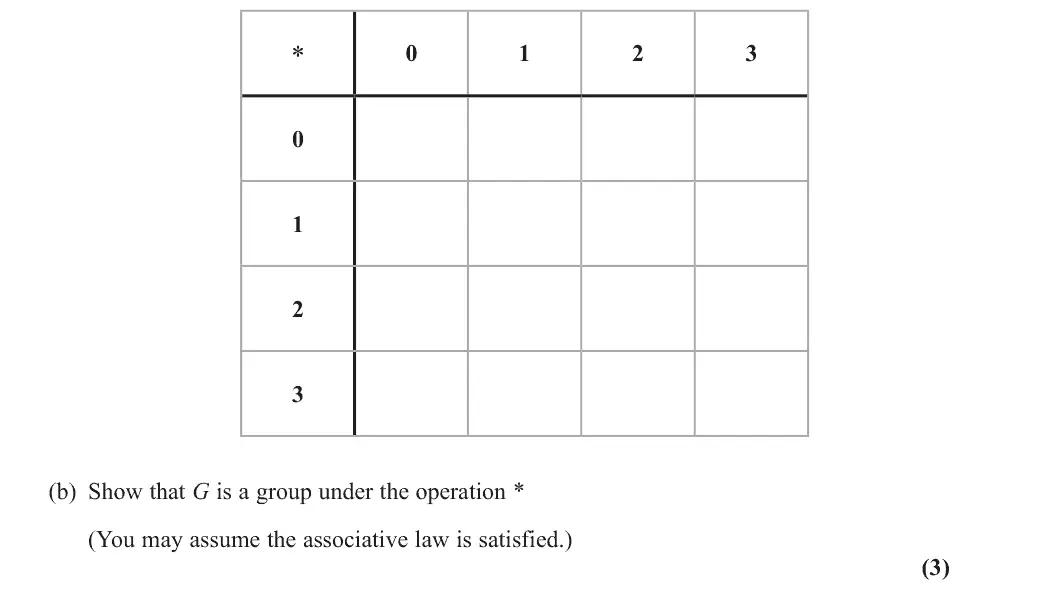 * 0 1 2 3
0
1
2
3
(b) Show that G is a group under the operation *
(You may assume the associative law is satisfied.)
(3)